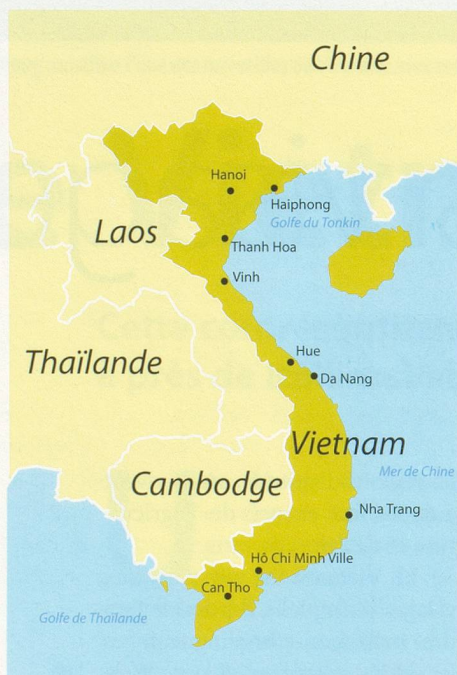 Chine
Hanoi
Haiphong
Golfe du Tonkin
Laos
Thanh Hoa
Vinh
Thaïlande
Hue
Da Nang
Vietnam
Mer de Chine
Cambodge
Nha Trang
Hô Chi Minh Ville
Can Tho
Golfe de Thaïlande